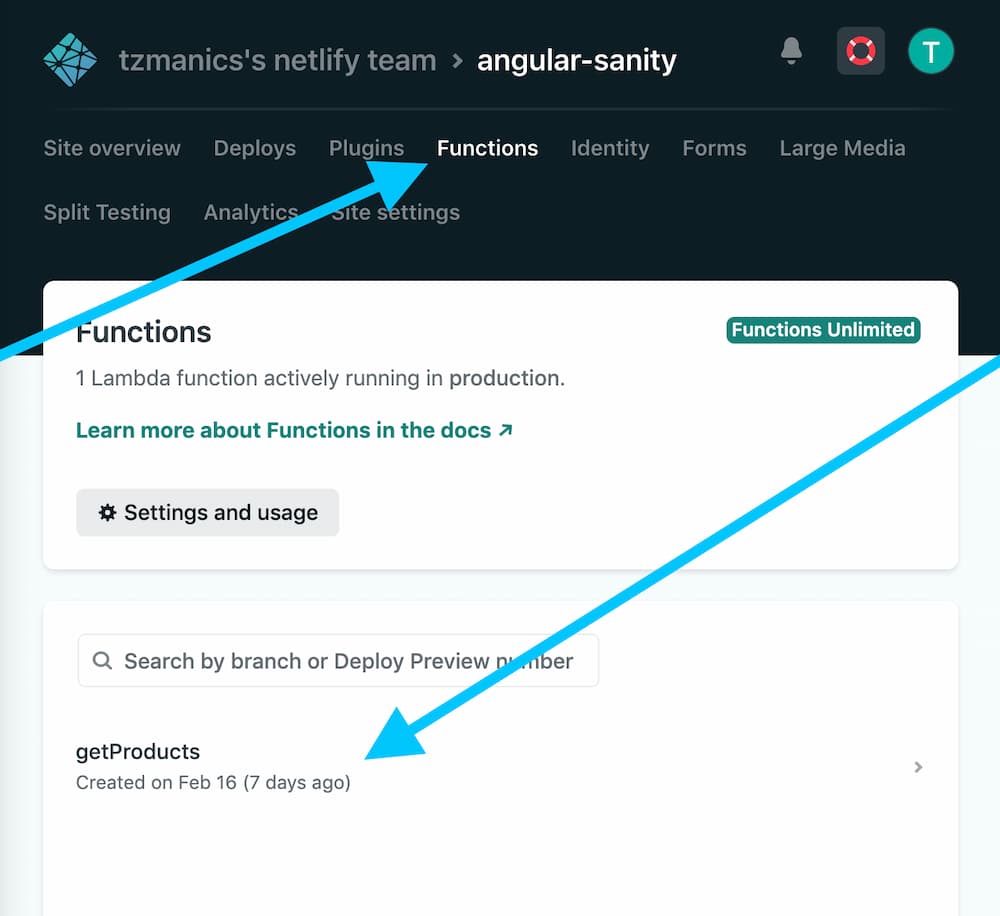 tzmanics's netlify team > angular-sanity
T
Site overview Deploys Plugins Functions Identity Forms Large Media
Split Testing Analytics Site settings
Functions
Functions Unlimited
1 Lambda function actively running in production.
Learn more about Functions in the docs ↗
Settings and usage
Search by branch or Deploy Preview number
getProducts
Created on Feb 16 (7 days ago)